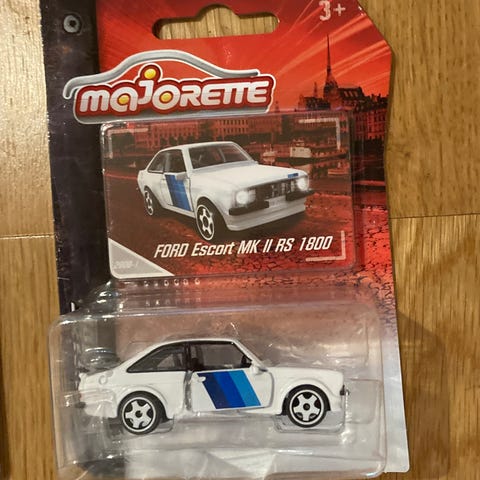 3+
majORETTE
FORD Escort MK II RS 1800